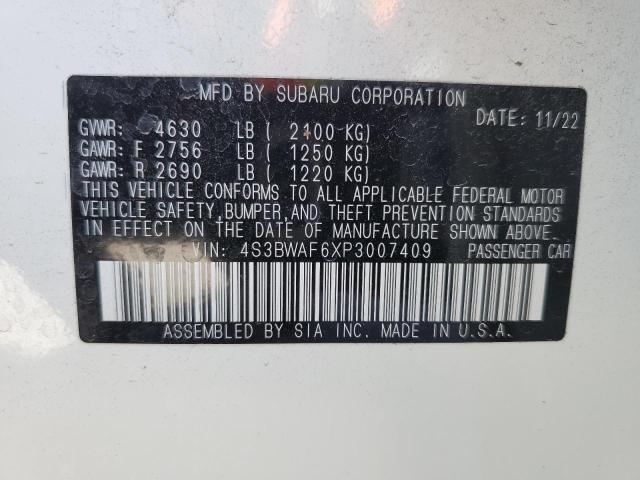 MFD BY SUBARU CORPORATION
DATE: 11/22
GVWR: 4630 LB ( 2100 KG)
GAWR: F 2756 LB ( 1250 KG)
GAWR: R 2690 LB ( 1220 KG)
THIS VEHICLE CONFORMS TO ALL APPLICABLE FEDERAL MOTOR
VEHICLE SAFETY, BUMPER, AND THEFT PREVENTION STANDARDS
IN EFFECT ON THE DATE OF MANUFACTURE SHOWN ABOVE.
VIN: 4S3BWAF6XP3007409 PASSENGER CAR
ASSEMBLED BY SIA INC. MADE IN U.S.A.